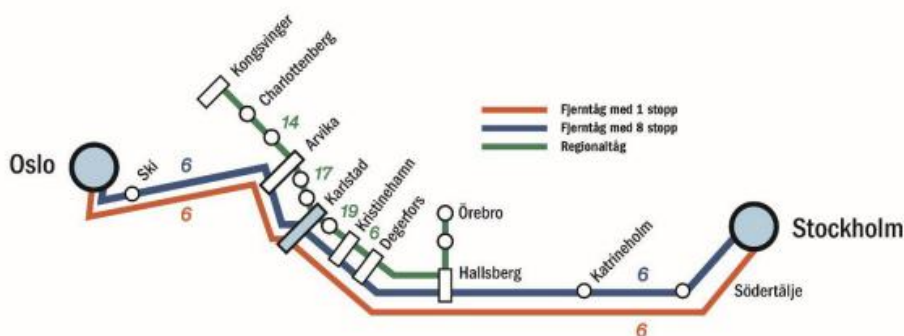 Kongsvinger
Charlottenberg
14
Arvika
Oslo
Ski
6
6
17
Karlstad
19
Kristinehamn
6
Degerfors
Örebro
Hallsberg
Fjerntåg med 1 stopp
Fjerntåg med 8 stopp
Regionaltåg
Katrineholm
6
Stockholm
Södertälje
6